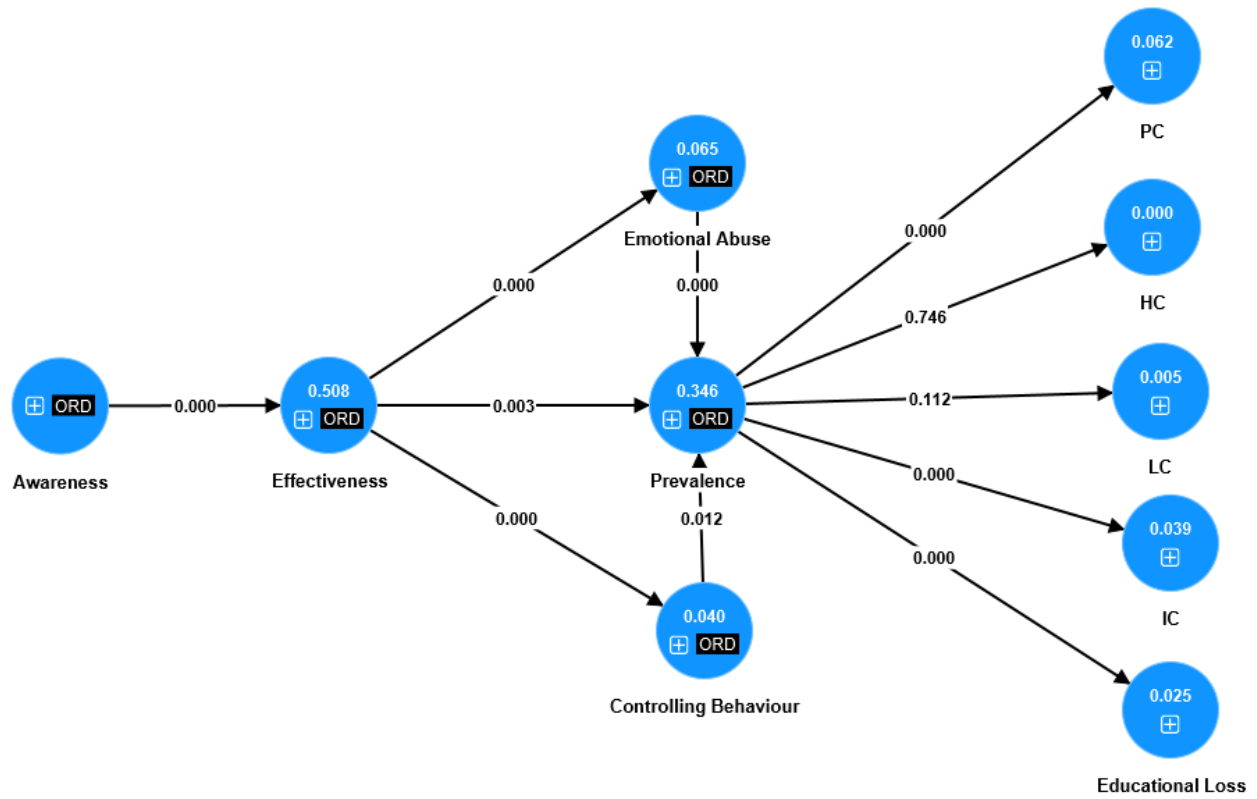 0.062
PC
0.065
ORD
Emotional Abuse
0.000
0.000
HC
0.000
0.000
0.746
ORD
Awareness
0.000
0.508
ORD
Effectiveness
0.003
0.346
ORD
Prevalence
0.112
0.005
LC
0.000
0.012
0.000
0.039
IC
0.000
0.040
ORD
Controlling Behaviour
0.025
Educational Loss